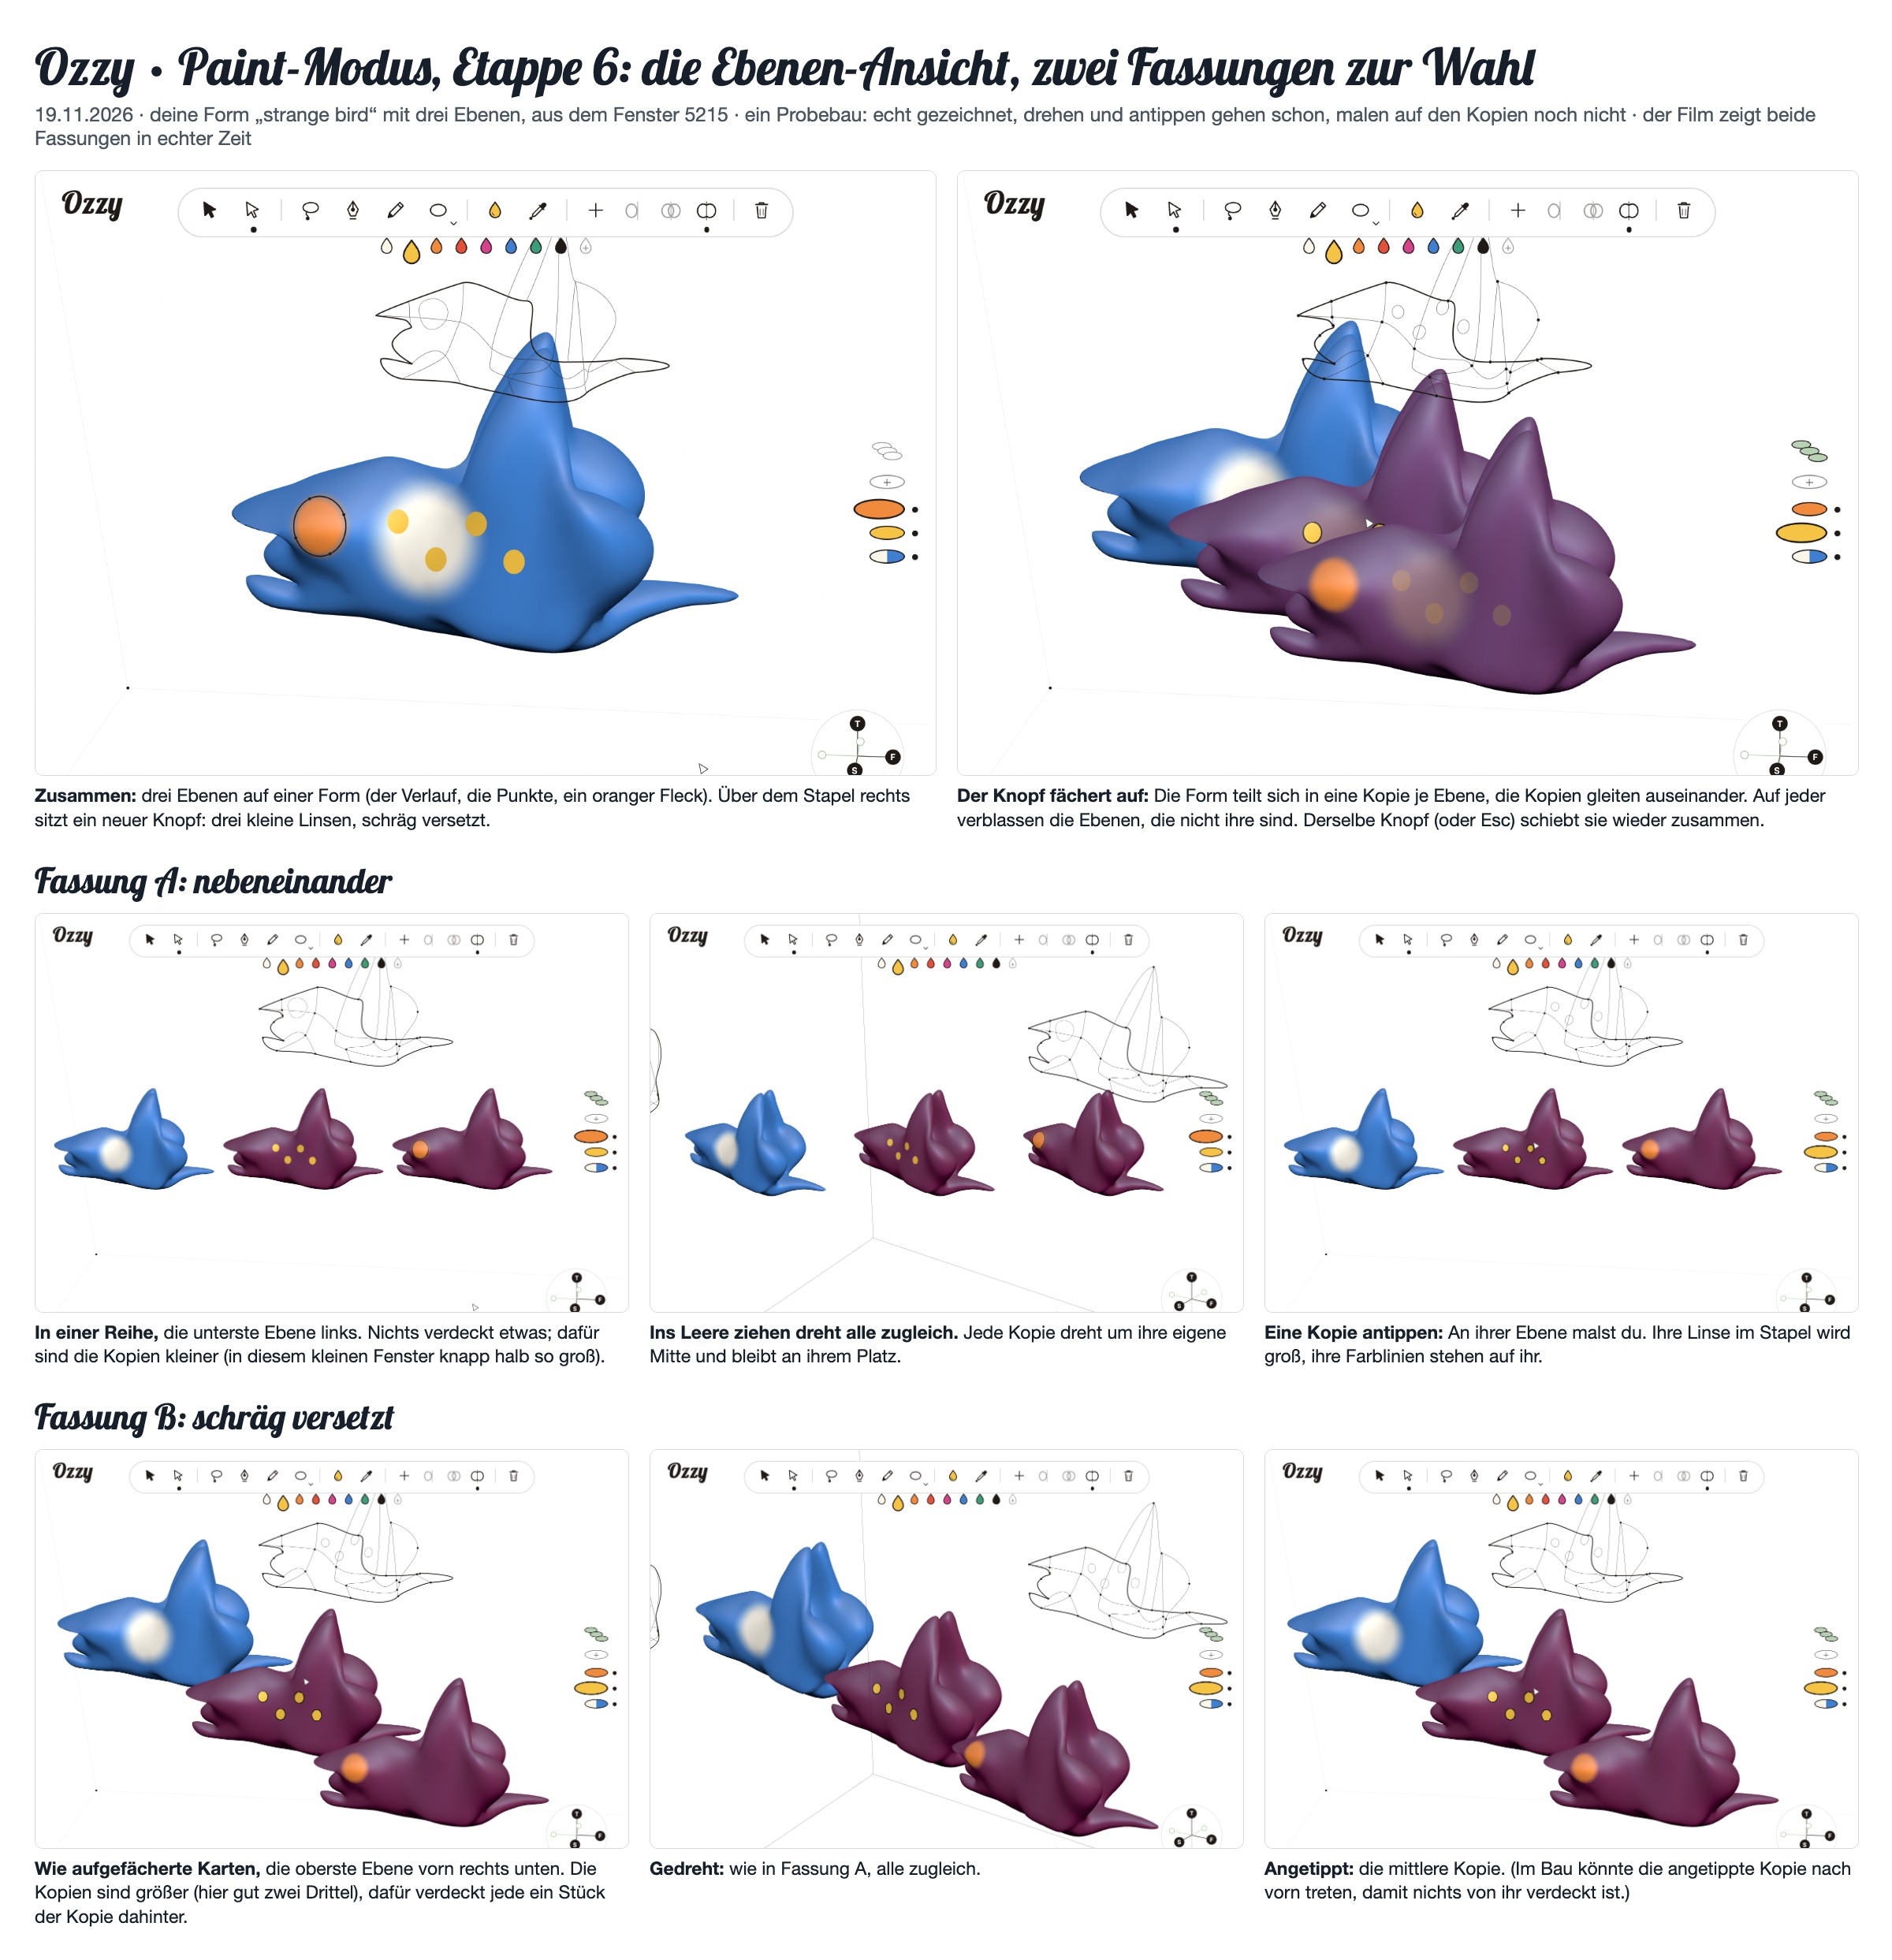 Ozzy • Paint-Modus, Etappe 6: die Ebenen-Ansicht, zwei Fassungen zur Wahl
19.11.2026 · deine Form „strange bird“ mit drei Ebenen, aus dem Fenster 5215 · ein Probebau: echt gezeichnet, drehen und antippen gehen schon, malen auf den Kopien noch nicht · der Film zeigt beide
Fassungen in echter Zeit
Ozzy
T
F
S
Ozzy
T
F
S
Zusammen: drei Ebenen auf einer Form (der Verlauf, die Punkte, ein oranger Fleck). Über dem Stapel rechts
sitzt ein neuer Knopf: drei kleine Linsen, schräg versetzt.
Der Knopf fächert auf: Die Form teilt sich in eine Kopie je Ebene, die Kopien gleiten auseinander. Auf jeder
verblassen die Ebenen, die nicht ihre sind. Derselbe Knopf (oder Esc) schiebt sie wieder zusammen.
Fassung A: nebeneinander
Ozzy
T
F
S
Ozzy
T
F
S
Ozzy
T
F
S
In einer Reihe, die unterste Ebene links. Nichts verdeckt etwas; dafür
sind die Kopien kleiner (in diesem kleinen Fenster knapp halb so groß).
Ins Leere ziehen dreht alle zugleich. Jede Kopie dreht um ihre eigene
Mitte und bleibt an ihrem Platz.
Eine Kopie antippen: An ihrer Ebene malst du. Ihre Linse im Stapel wird
groß, ihre Farblinien stehen auf ihr.
Fassung B: schräg versetzt
Ozzy
T
F
S
Ozzy
T
F
S
Ozzy
T
F
S
Wie aufgefächerte Karten, die oberste Ebene vorn rechts unten. Die
Kopien sind größer (hier gut zwei Drittel), dafür verdeckt jede ein Stück
der Kopie dahinter.
Gedreht: wie in Fassung A, alle zugleich.
Angetippt: die mittlere Kopie. (Im Bau könnte die angetippte Kopie nach
vorn treten, damit nichts von ihr verdeckt ist.)